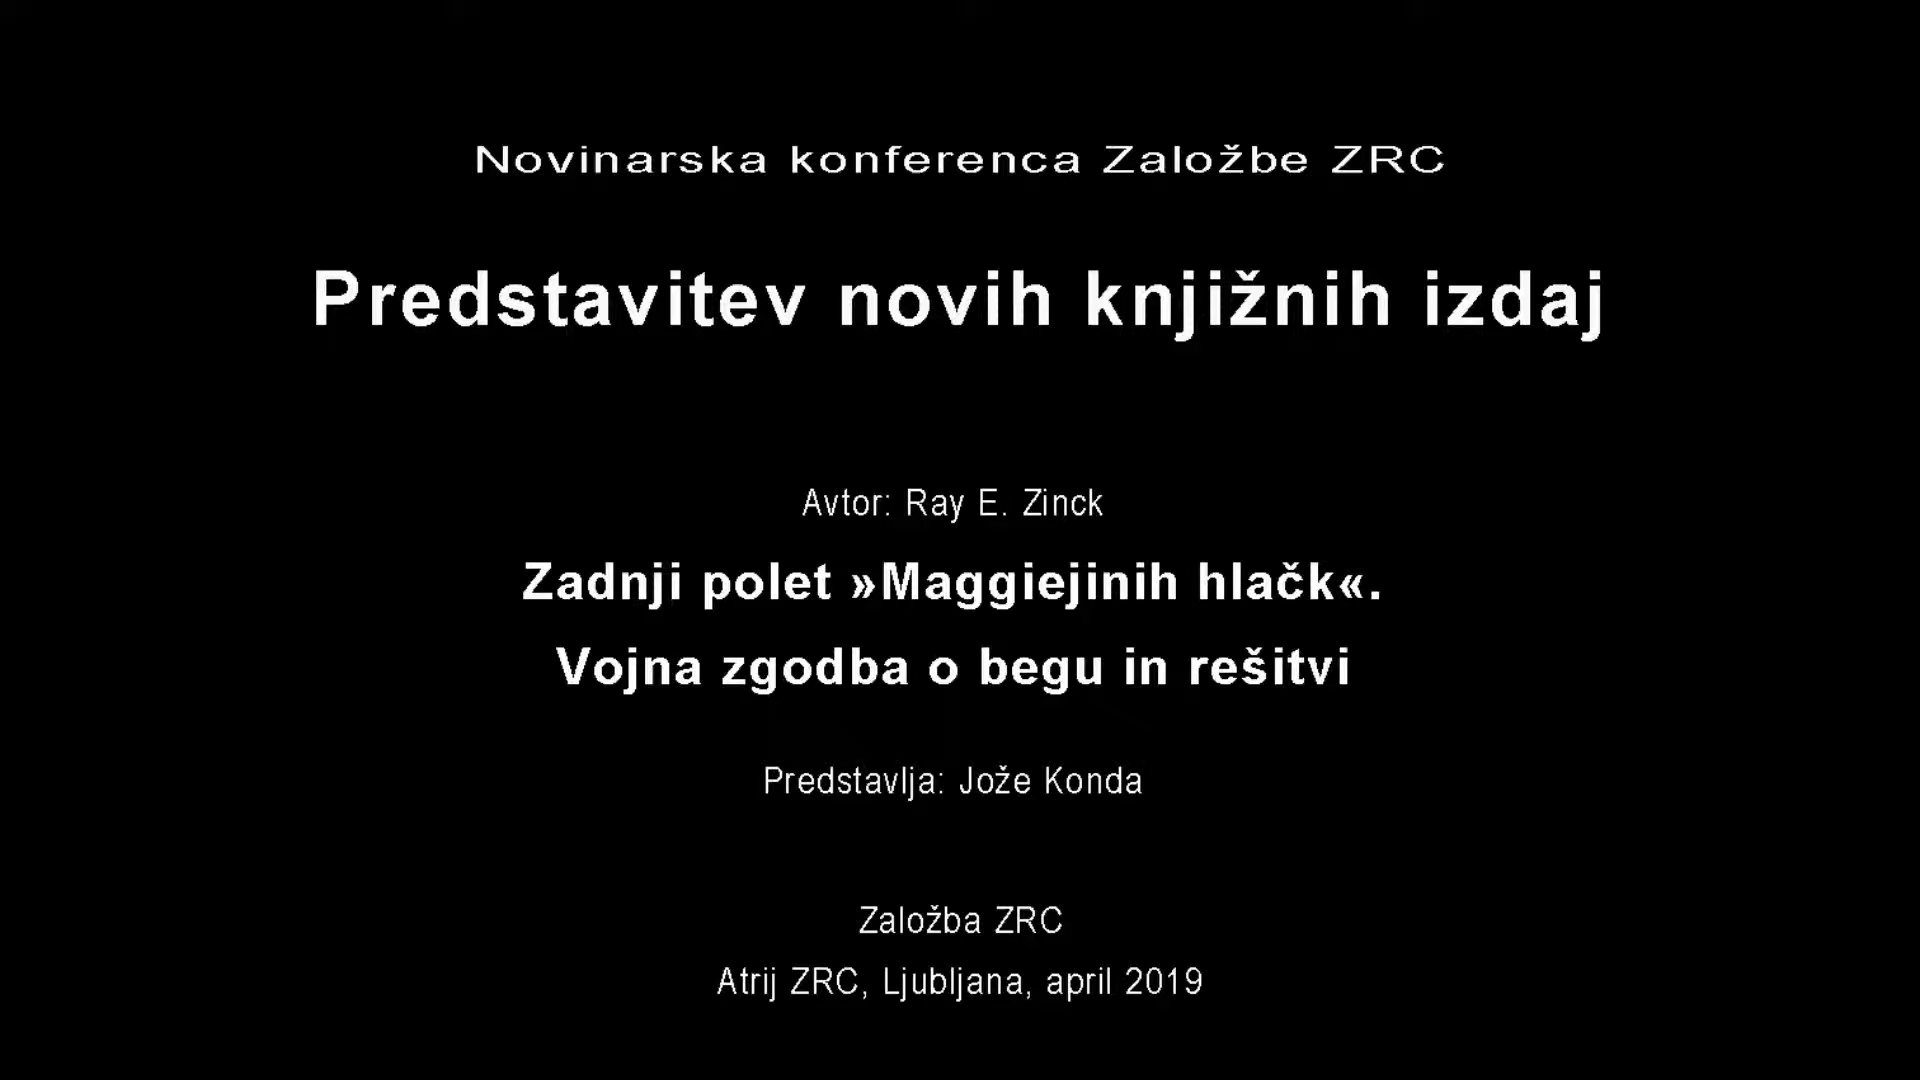 Novinarska konferenca Založbe ZRC
Predstavitev novih knjižnih izdaj
Avtor: Ray E. Zinck
Zadnji polet »Maggiejinih hlačk«.
Vojna zgodba o begu in rešitvi
Predstavlja: Jože Konda
Založba ZRC
Atrij ZRC, Ljubljana, april 2019